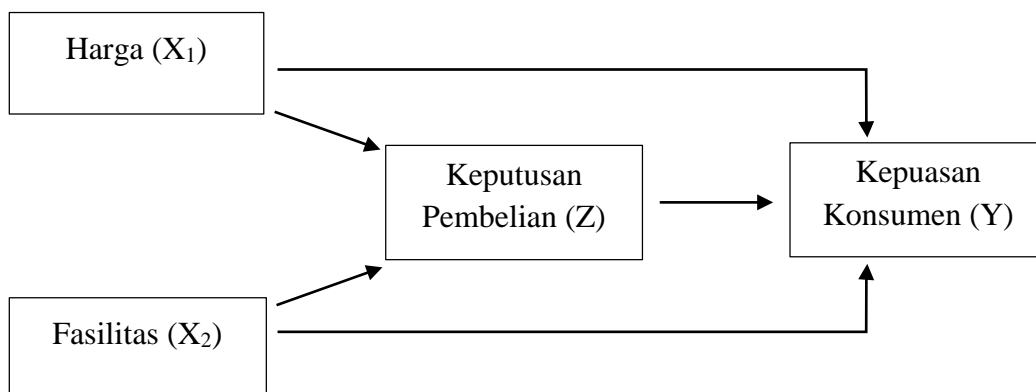 Harga (X₁)
Keputusan
Pembelian (Z)
Kepuasan
Konsumen (Y)
Fasilitas (X₂)